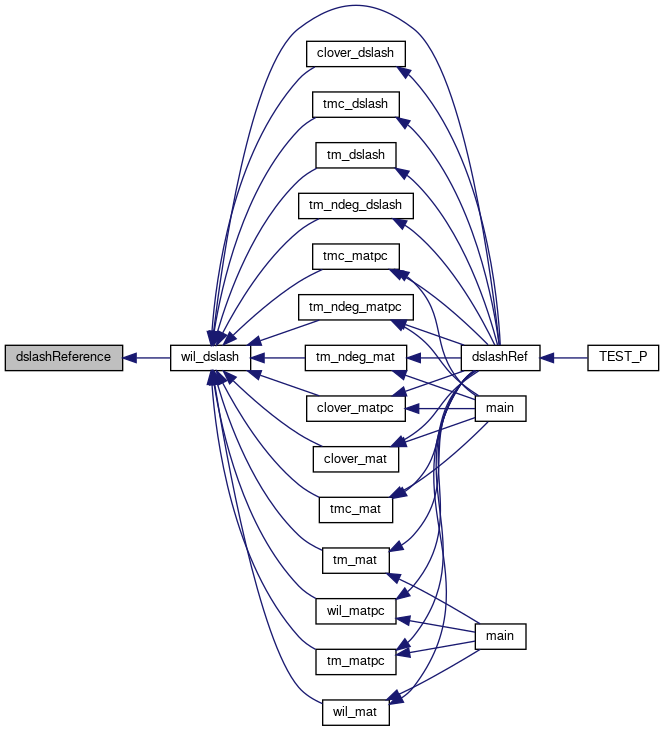 clover_dslash
tmc_dslash
tm_dslash
tm_ndeg_dslash
tmc_matpc
tm_ndeg_matpc
dslashReference
wil_dslash
tm_ndeg_mat
dslashRef
TEST_P
clover_matpc
main
clover_mat
tmc_mat
tm_mat
wil_matpc
main
tm_matpc
wil_mat